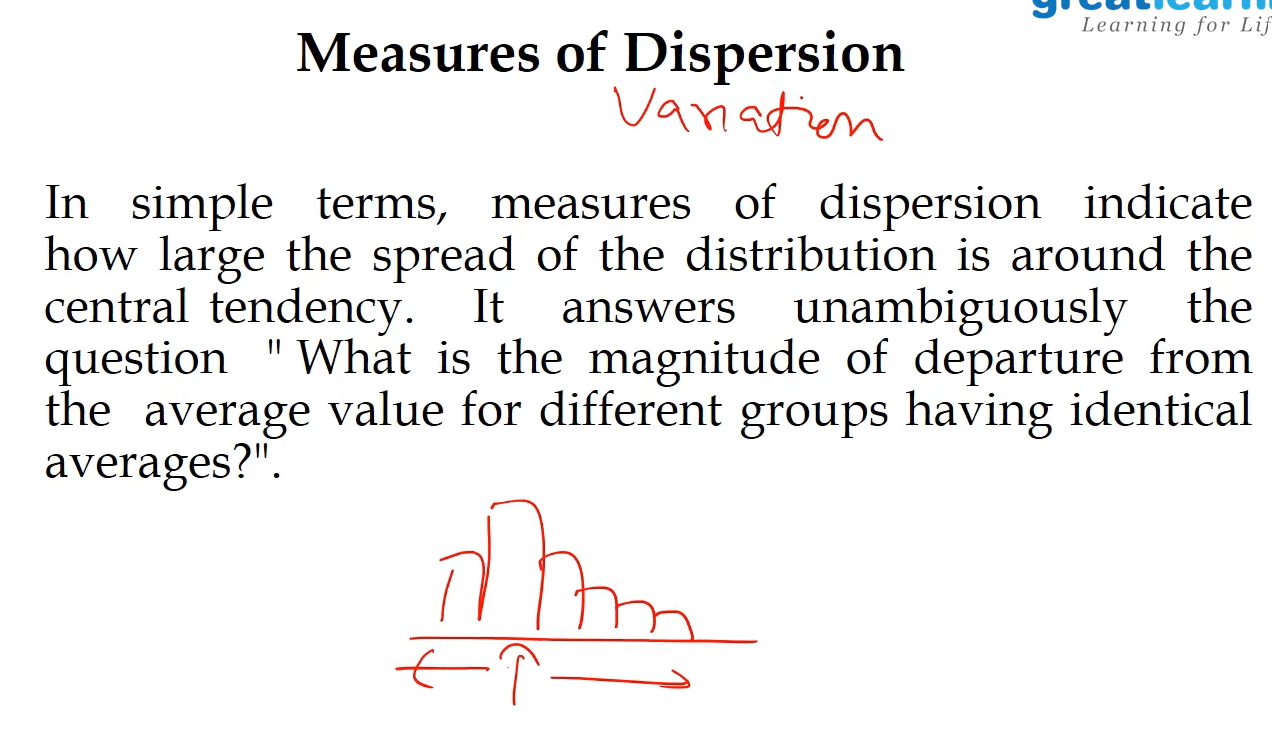 greatlearni
Learning for Lif
Measures of Dispersion
Variation
In simple terms, measures of dispersion indicate
how large the spread of the distribution is around the
central tendency. It answers unambiguously the
question " What is the magnitude of departure from
the average value for different groups having identical
averages?".